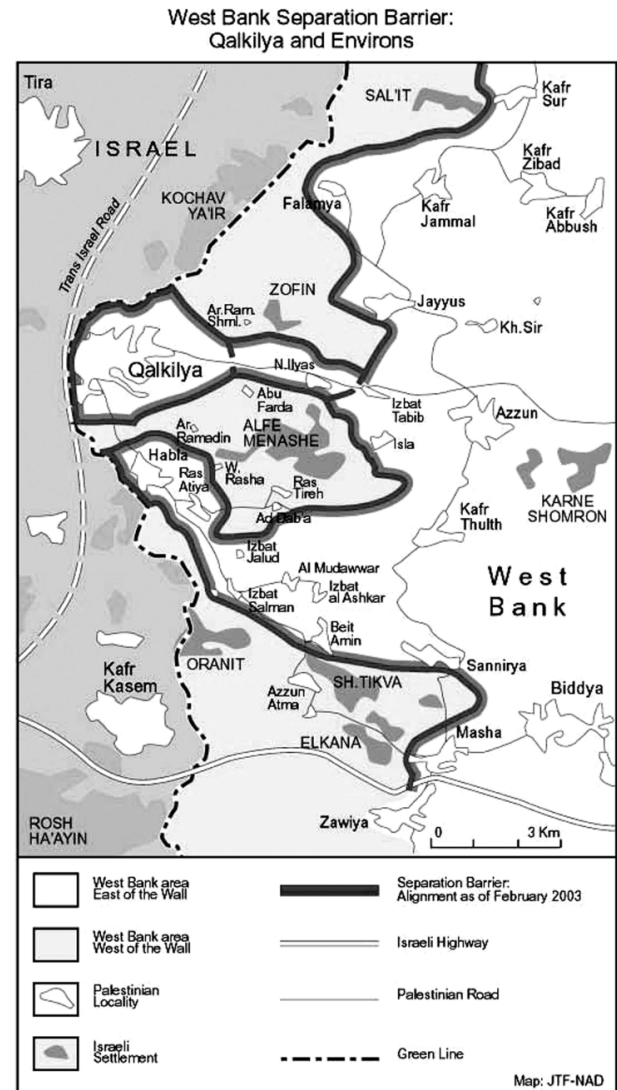 West Bank Separation Barrier:
Qalkilya and Environs
Tira
ISRAEL
SAL'IT
Kafr
Sur
Kafr
Zibad
KOCHAV
YA'IR
Falamya
Kafr
Jammal
Kafr
Abbush
Trans Israel Road
ZOFIN
Ar.Ram.
Shml.
Jayyus
Kh.Sir
Qalkilya
N.Ilyas
Abu
Farda
Izbat
Tabib
Azzun
Ar.
Ramadin
ALFE
MENASHE
Isla
Habla
Ras
Atiya
W.
Rasha
Ras
Tireh
KARNE
SHOMRON
Ad Dab'a
Kafr
Thulth
Izbat
Jalud
Al Mudawwar
West
Bank
Izbat
Salman
Izbat
al Ashkar
Beit
Amin
ORANIT
Sannirya
Kafr
Kasem
SH.TIKVA
Azzun
Atma
Biddya
ELKANA
Masha
ROSH
HA'AYIN
Zawiya
0 3 Km
West Bank area
East of the Wall
Separation Barrier:
Alignment as of February 2003
West Bank area
West of the Wall
Israeli Highway
Palestinian
Locality
Palestinian Road
Israeli
Settlement
Green Line
Map: JTF-NAD